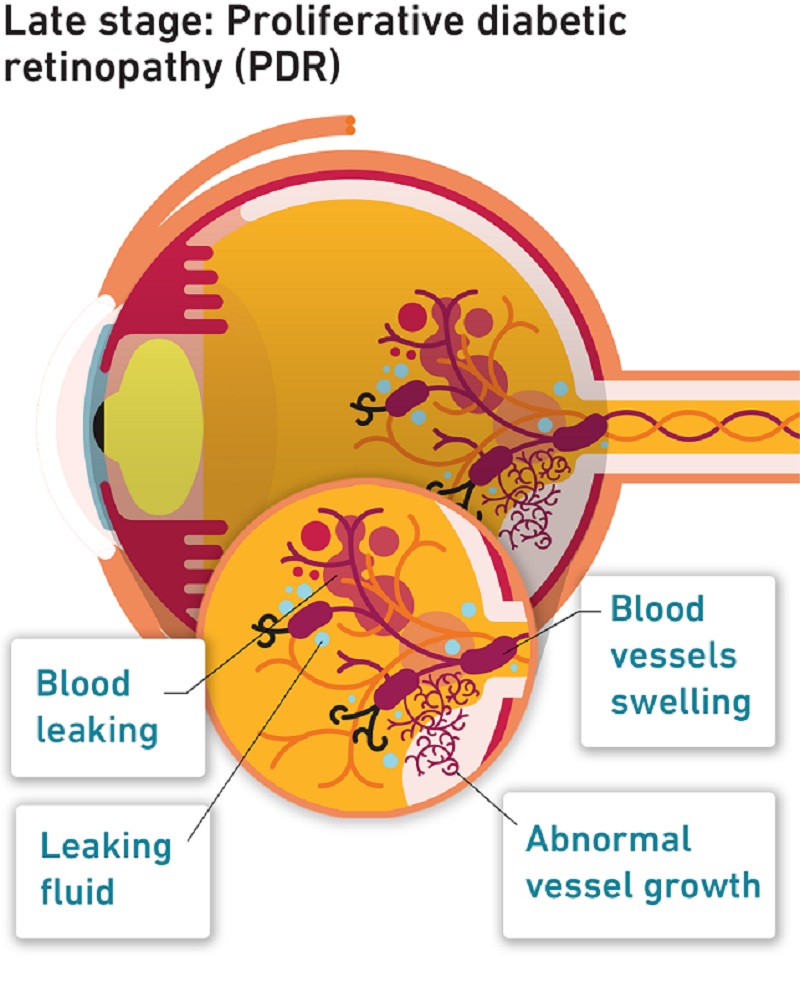 Late stage: Proliferative diabetic
retinopathy (PDR)
Blood
vessels
swelling
Blood
leaking
Leaking
fluid
Abnormal
vessel growth